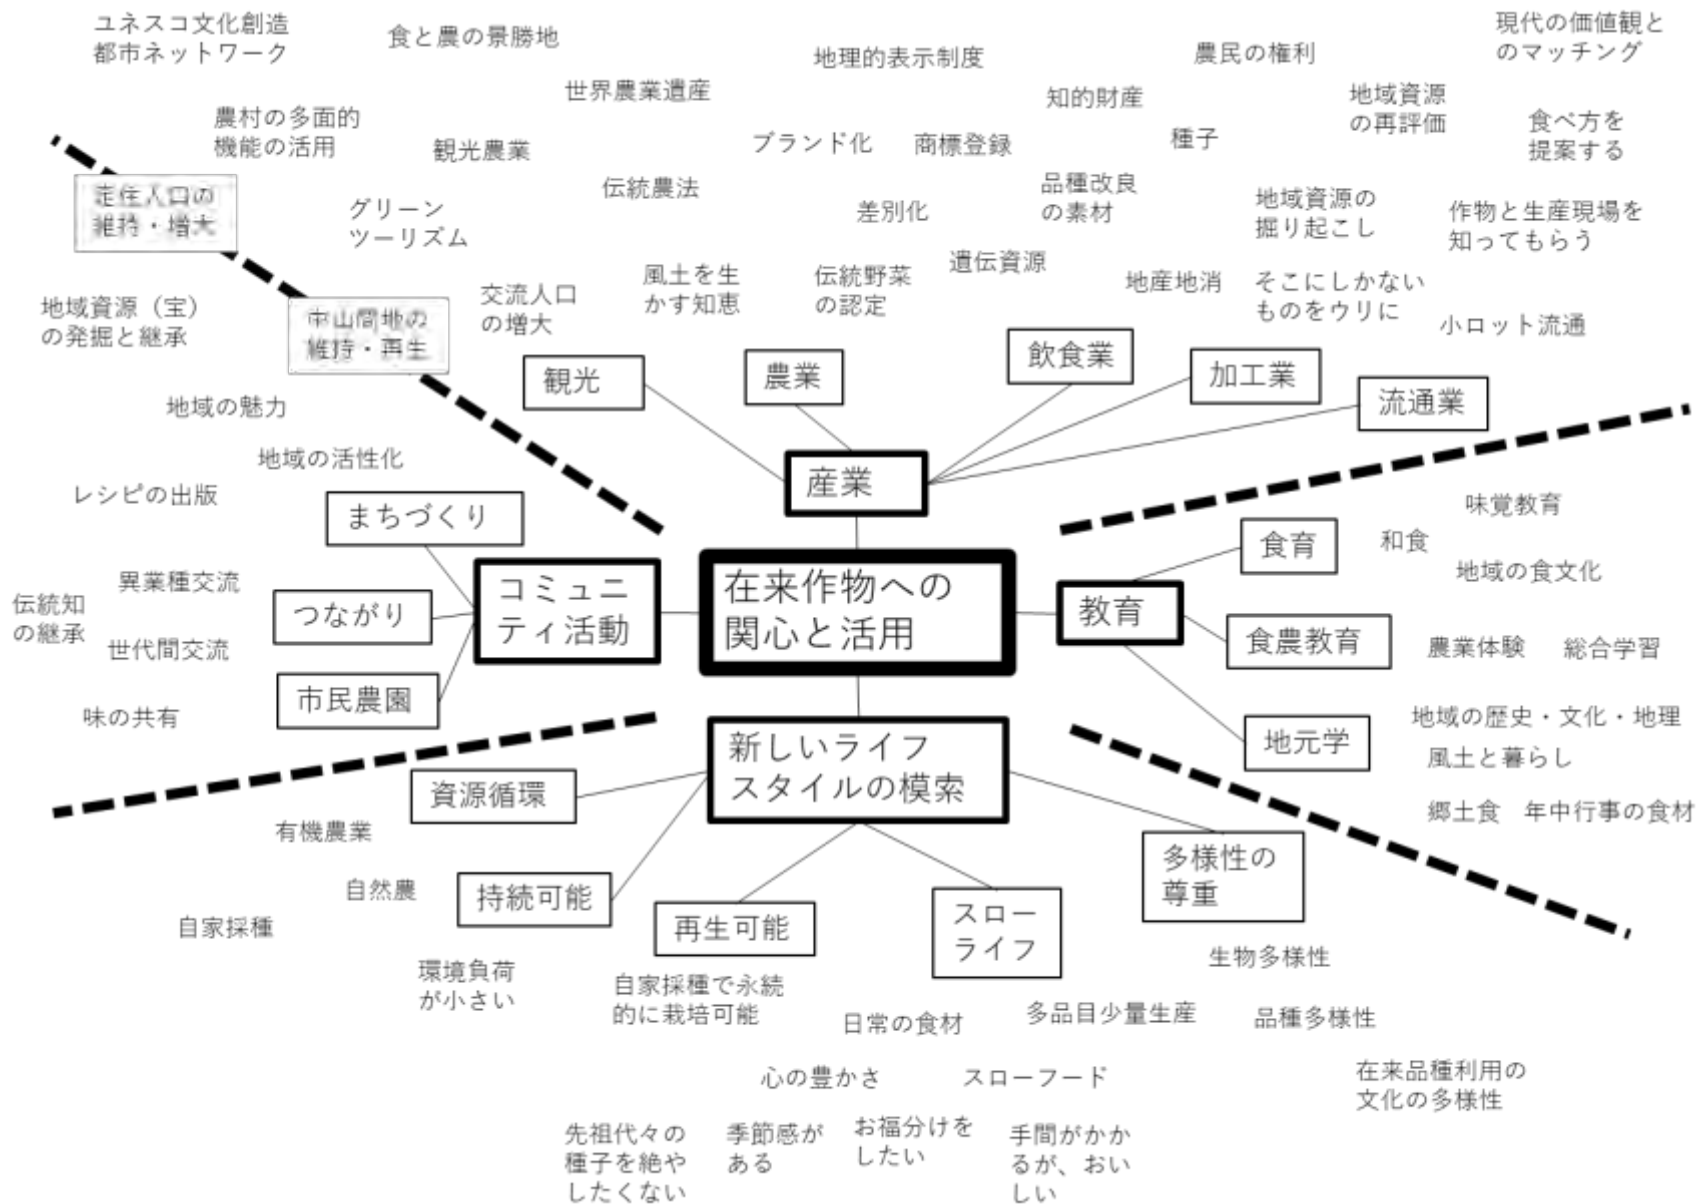 ユネスコ文化創造
都市ネットワーク
食と農の景勝地
地理的表示制度
農民の権利
現代の価値観と
のマッチング
世界農業遺産
知的財産
地域資源
の再評価
農村の多面的
機能の活用
観光農業
ブランド化
商標登録
種子
食べ方を
提案する
定住人口の
維持・増大
グリーン
ツーリズム
伝統農法
差別化
品種改良
の素材
地域資源の
掘り起こし
作物と生産現場を
知ってもらう
地域資源（宝）
の発掘と継承
中山間地の
維持・再生
交流人口
の増大
風土を生
かす知恵
伝統野菜
の認定
遺伝資源
地産地消
そこにしかない
ものをウリに
小ロット流通
観光
農業
飲食業
加工業
流通業
地域の魅力
地域の活性化
レシピの出版
産業
まちづくり
味覚教育
食育
和食
地域の食文化
異業種交流
伝統知
の継承
つながり
世代間交流
コミュニ
ティ活動
在来作物への
関心と活用
教育
食農教育
農業体験
総合学習
市民農園
味の共有
地元学
地域の歴史・文化・地理
風土と暮らし
郷土食
年中行事の食材
新しいライフ
スタイルの模索
資源循環
有機農業
自然農
自家採種
持続可能
再生可能
スロー
ライフ
多様性の
尊重
環境負荷
が小さい
自家採種で永続
的に栽培可能
日常の食材
多品目少量生産
生物多様性
品種多様性
心の豊かさ
スローフード
在来品種利用の
文化の多様性
先祖代々の
種子を絶や
したくない
季節感が
ある
お福分けを
したい
手間がかか
るが、おい
しい